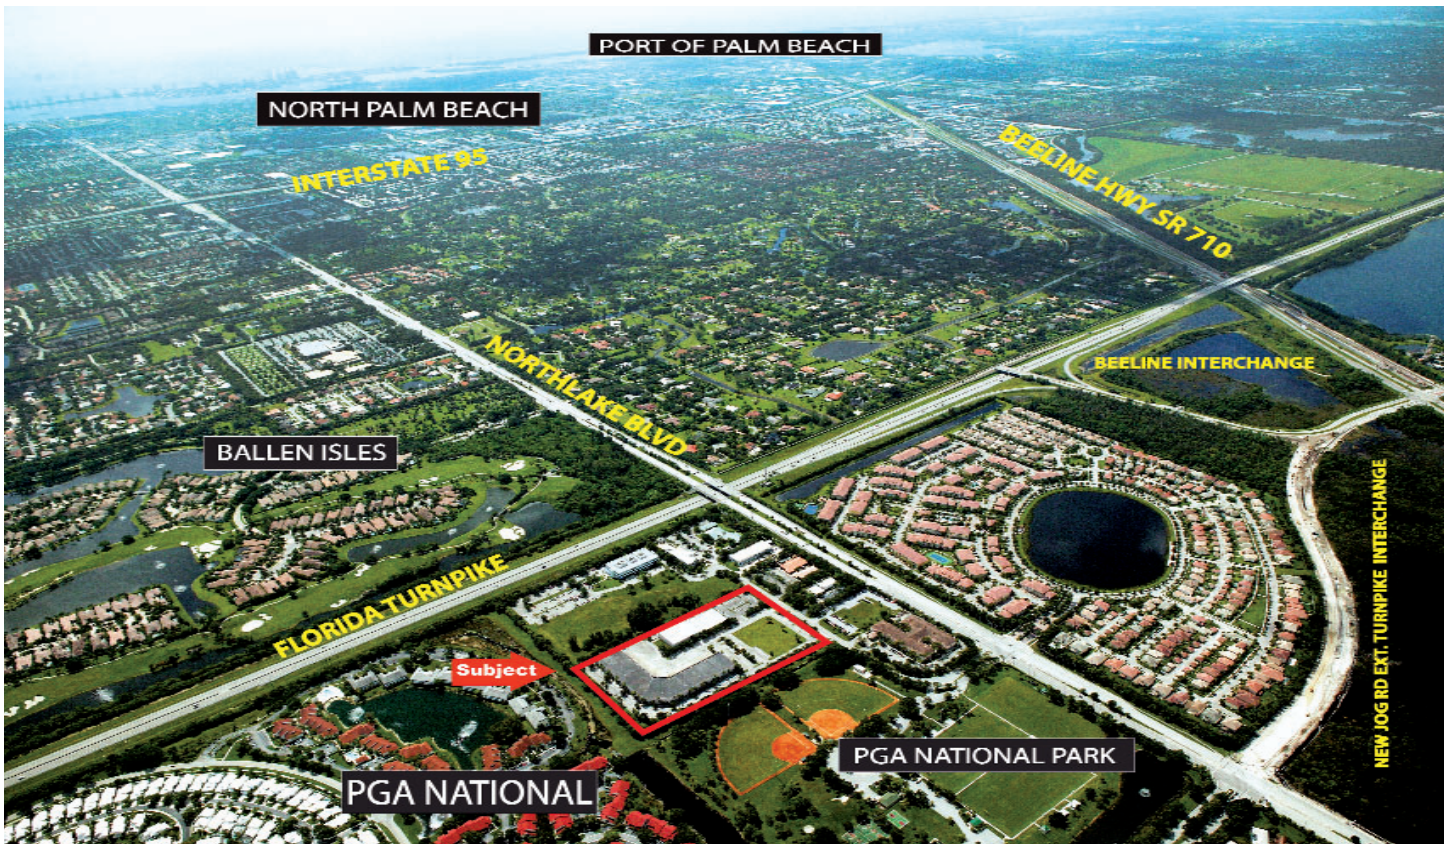 PORT OF PALM BEACH
NORTH PALM BEACH
INTERSTATE 95
BEELINE HWY SR 710
NORTHLAKE BLVD
BEELINE INTERCHANGE
BALLEN ISLES
FLORIDA TURNPIKE
Subject
NEW JOG RD EXT. TURNPIKE INTERCHANGE
PGA NATIONAL PARK
PGA NATIONAL